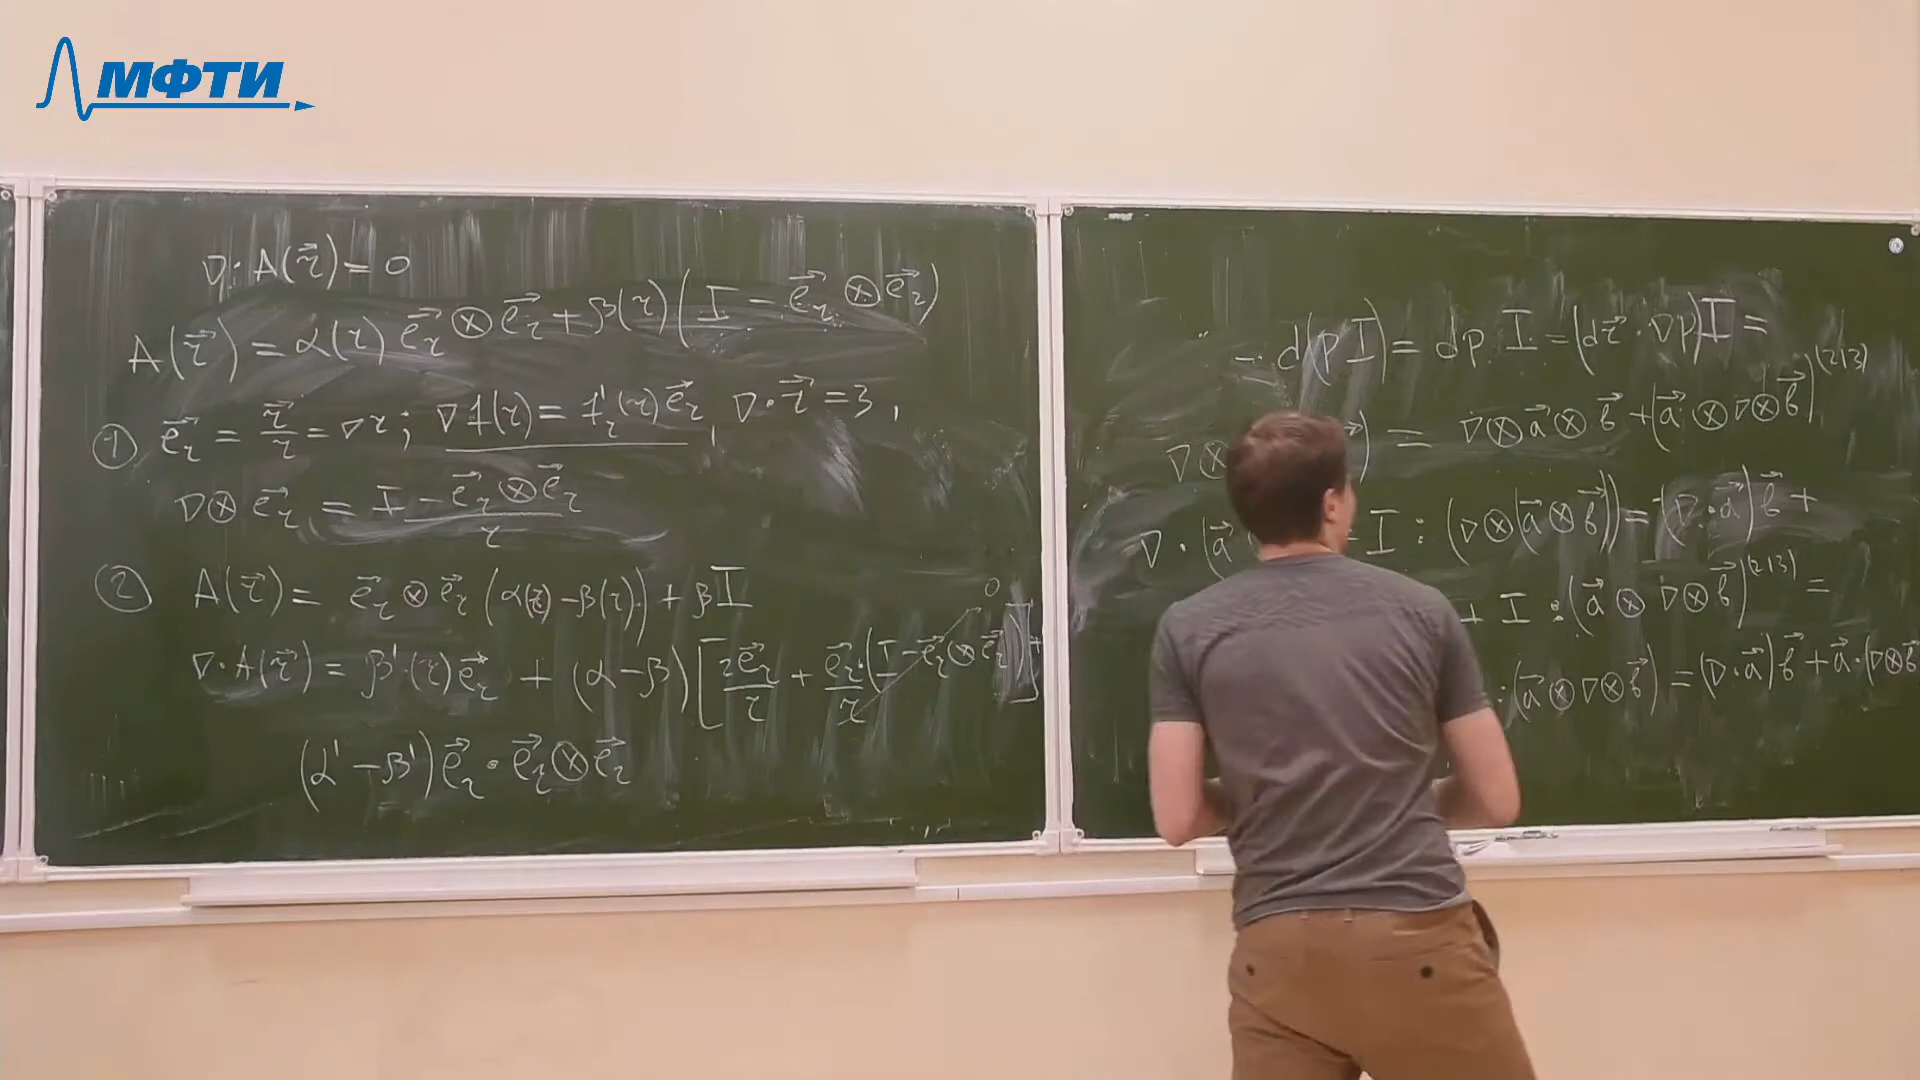 МФТИ
∇·A(r⃗) = 0
A(r⃗) = α(r) e⃗_r ⊗ e⃗_r + β(r)(I − e⃗_r ⊗ e⃗_r)
① e⃗_r = r⃗/r = ∇r ; ∇f(r) = f'_r(r) e⃗_r , ∇·r⃗ = 3 ,
∇⊗e⃗_r = (I − e⃗_r ⊗ e⃗_r)/r
② A(r⃗) = e⃗_r ⊗ e⃗_r (α(r) − β(r)) + βI
∇·A(r⃗) = β'(r) e⃗_r + (α − β)[2e⃗_r/r + e⃗_r/r · (I − e⃗_r ⊗ e⃗_r)] + 0
(α' − β') e⃗_r · e⃗_r ⊗ e⃗_r
− d(pI) = dp I = (dr⃗ · ∇p) I =
∇⊗ ) = ∇⊗a⃗⊗b⃗ + (a⃗⊗∇⊗b⃗)^(213)
∇·(a⃗ I : (∇⊗(a⃗⊗b⃗)) = (∇·a⃗)b⃗ +
+ I : (a⃗⊗∇⊗b⃗)^(213) =
: (a⃗⊗∇⊗b⃗) = (∇·a⃗)b⃗ + a⃗·(∇⊗b⃗